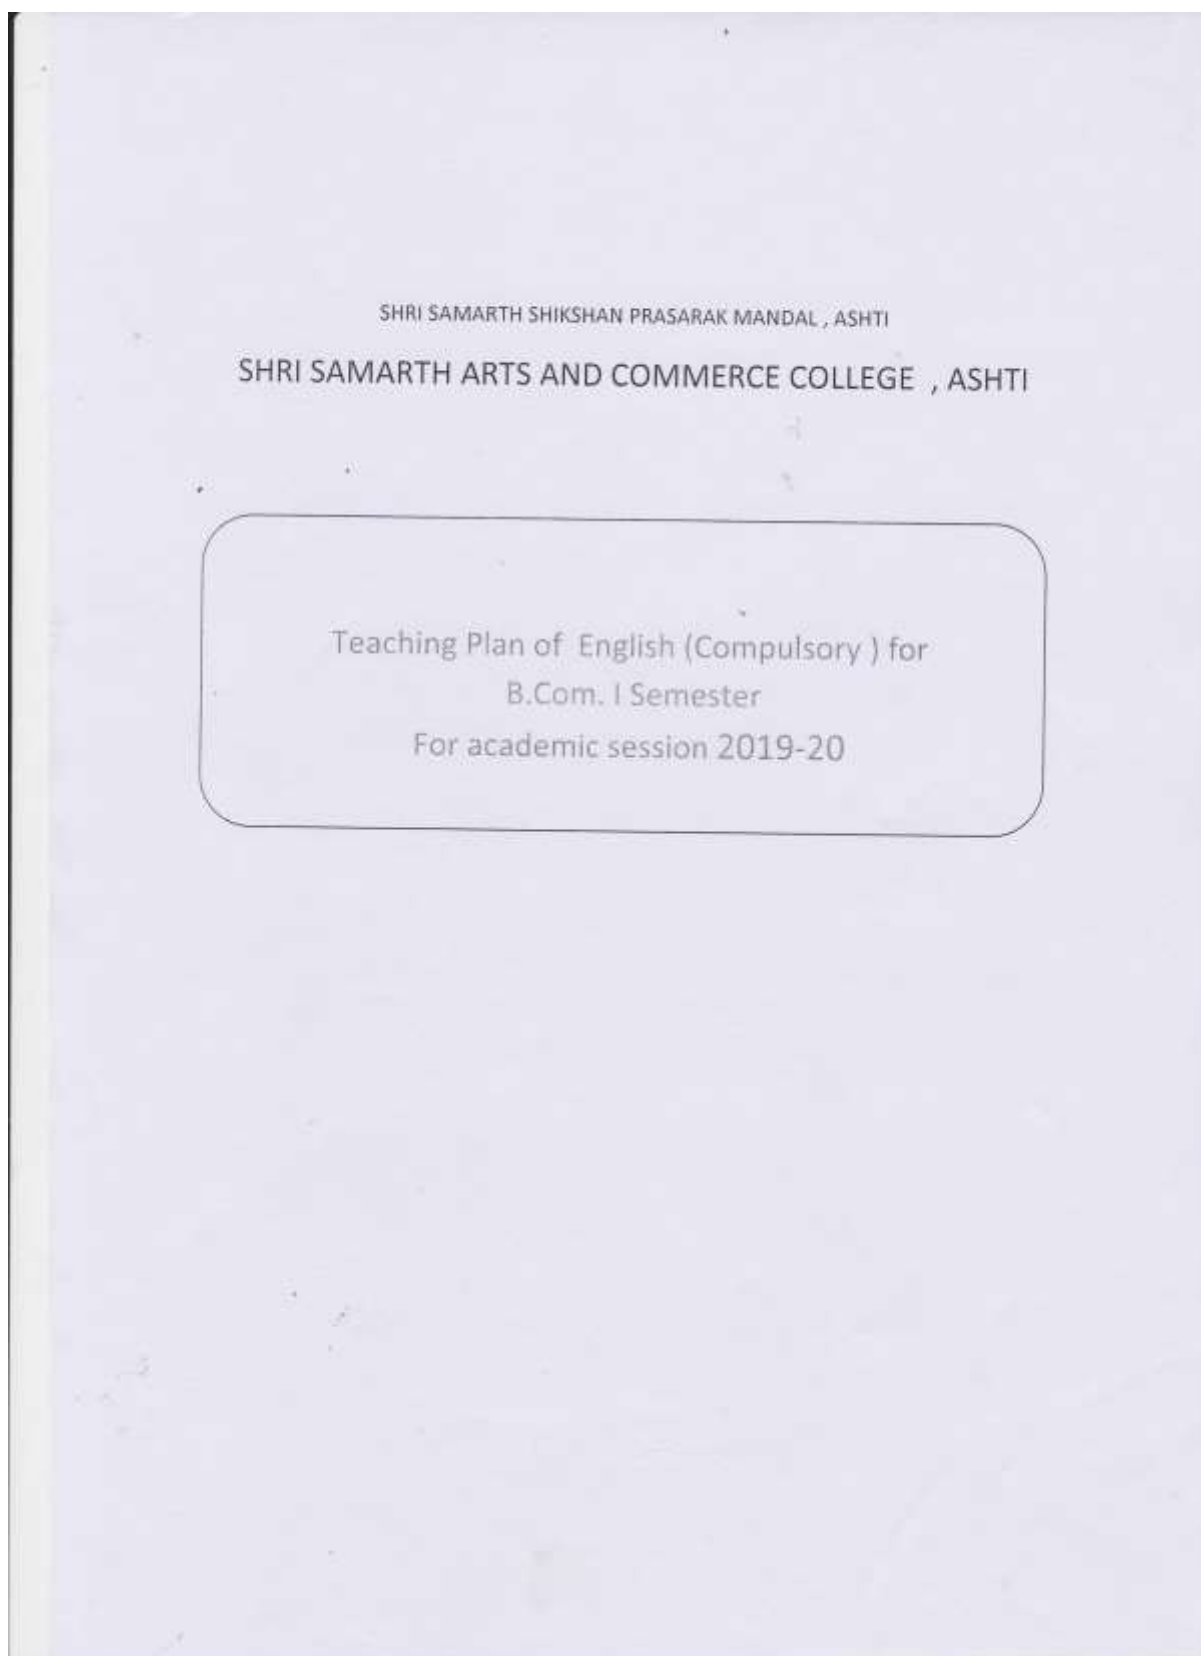 SHRI SAMARTH SHIKSHAN PRASARAK MANDAL , ASHTI
SHRI SAMARTH ARTS AND COMMERCE COLLEGE , ASHTI
Teaching Plan of English (Compulsory ) for
B.Com. I Semester
For academic session 2019-20